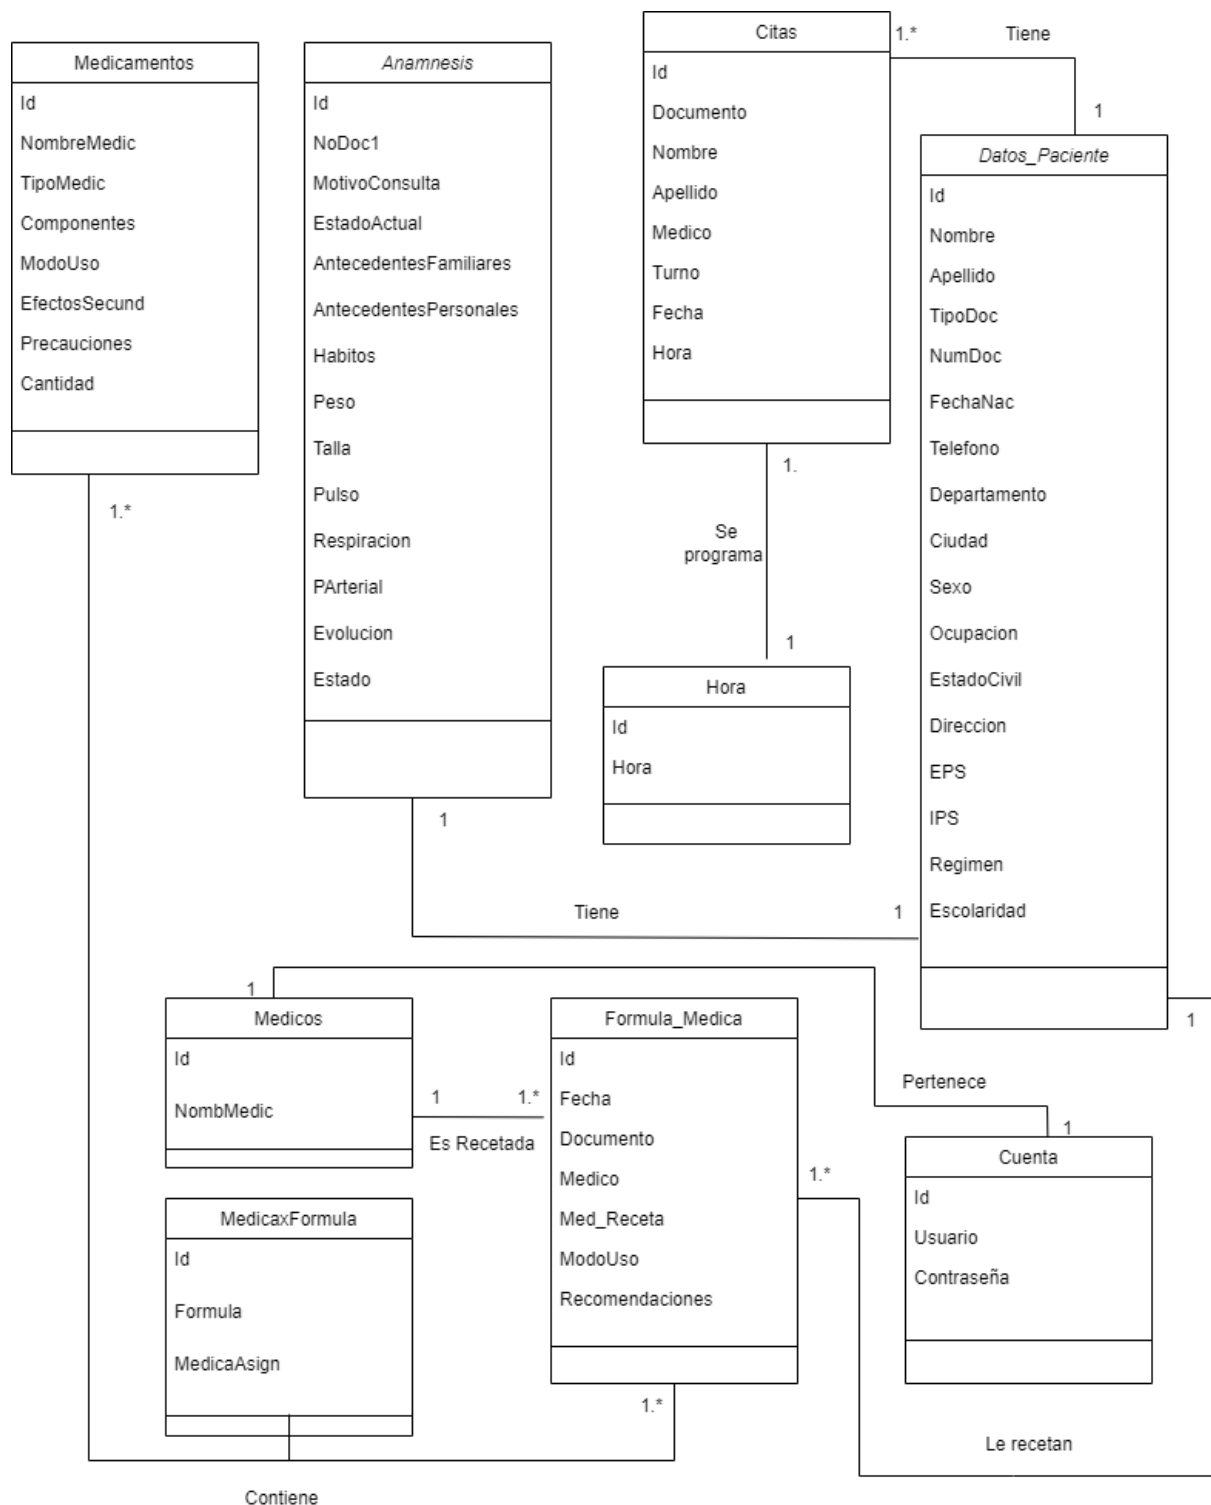 Medicamentos
Id
NombreMedic
TipoMedic
Componentes
ModoUso
EfectosSecund
Precauciones
Cantidad
1.*
Anamnesis
Id
NoDoc1
MotivoConsulta
EstadoActual
AntecedentesFamiliares
AntecedentesPersonales
Habitos
Peso
Talla
Pulso
Respiracion
PArterial
Evolucion
Estado
1
Citas
Id
Documento
Nombre
Apellido
Medico
Turno
Fecha
Hora
1.*
Tiene
1
1.
Se
programa
1
Hora
Id
Hora
Datos_Paciente
Id
Nombre
Apellido
TipoDoc
NumDoc
FechaNac
Telefono
Departamento
Ciudad
Sexo
Ocupacion
EstadoCivil
Direccion
EPS
IPS
Regimen
Escolaridad
Tiene
1
1
1
Medicos
Id
NombMedic
1
1.*
Es Recetada
Formula_Medica
Id
Fecha
Documento
Medico
Med_Receta
ModoUso
Recomendaciones
1.*
1.*
Pertenece
1
Cuenta
Id
Usuario
Contraseña
MedicaxFormula
Id
Formula
MedicaAsign
Le recetan
Contiene